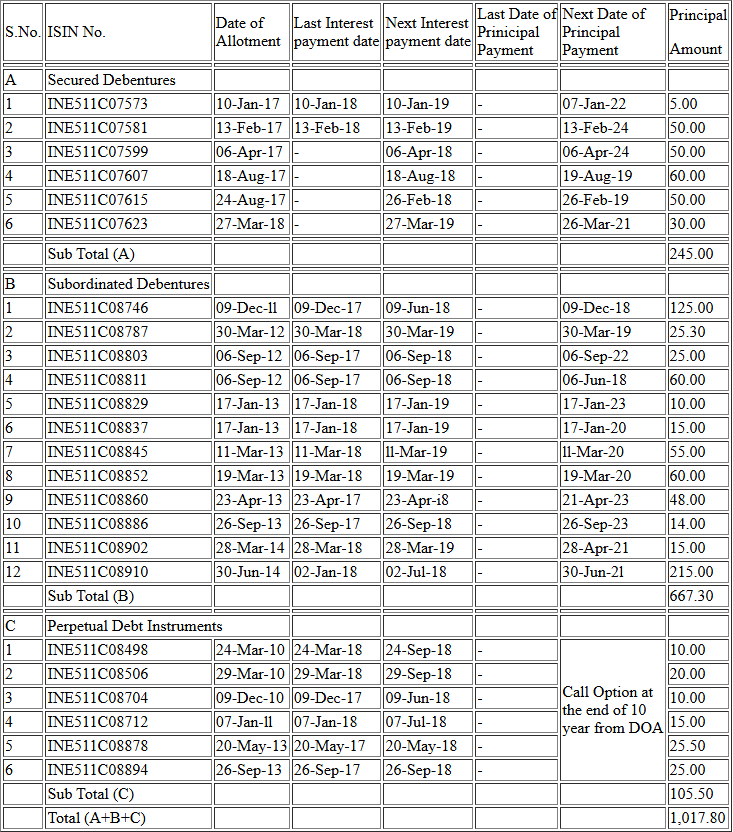 S.No. ISIN No. Date of Allotment Last Interest payment date Next Interest payment date Last Date of Prinicipal Payment Next Date of Principal Payment Principal Amount
A Secured Debentures
1 INE511C07573 10-Jan-17 10-Jan-18 10-Jan-19 - 07-Jan-22 5.00
2 INE511C07581 13-Feb-17 13-Feb-18 13-Feb-19 - 13-Feb-24 50.00
3 INE511C07599 06-Apr-17 - 06-Apr-18 - 06-Apr-24 50.00
4 INE511C07607 18-Aug-17 - 18-Aug-18 - 19-Aug-19 60.00
5 INE511C07615 24-Aug-17 - 26-Feb-18 - 26-Feb-19 50.00
6 INE511C07623 27-Mar-18 - 27-Mar-19 - 26-Mar-21 30.00
Sub Total (A) 245.00
B Subordinated Debentures
1 INE511C08746 09-Dec-ll 09-Dec-17 09-Jun-18 - 09-Dec-18 125.00
2 INE511C08787 30-Mar-12 30-Mar-18 30-Mar-19 - 30-Mar-19 25.30
3 INE511C08803 06-Sep-12 06-Sep-17 06-Sep-18 - 06-Sep-22 25.00
4 INE511C08811 06-Sep-12 06-Sep-17 06-Sep-18 - 06-Jun-18 60.00
5 INE511C08829 17-Jan-13 17-Jan-18 17-Jan-19 - 17-Jan-23 10.00
6 INE511C08837 17-Jan-13 17-Jan-18 17-Jan-19 - 17-Jan-20 15.00
7 INE511C08845 11-Mar-13 11-Mar-18 ll-Mar-19 - ll-Mar-20 55.00
8 INE511C08852 19-Mar-13 19-Mar-18 19-Mar-19 - 19-Mar-20 60.00
9 INE511C08860 23-Apr-13 23-Apr-17 23-Apr-i8 - 21-Apr-23 48.00
10 INE511C08886 26-Sep-13 26-Sep-17 26-Sep-18 - 26-Sep-23 14.00
11 INE511C08902 28-Mar-14 28-Mar-18 28-Mar-19 - 28-Apr-21 15.00
12 INE511C08910 30-Jun-14 02-Jan-18 02-Jul-18 - 30-Jun-2l 215.00
Sub Total (B) 667.30
C Perpetual Debt Instruments
1 INE511C08498 24-Mar-10 24-Mar-18 24-Sep-18 - Call Option at the end of 10 year from DOA 10.00
2 INE511C08506 29-Mar-10 29-Mar-18 29-Sep-18 - 20.00
3 INE511C08704 09-Dec-10 09-Dec-17 09-Jun-18 - 10.00
4 INE511C08712 07-Jan-ll 07-Jan-18 07-Jul-18 - 15.00
5 INE511C08878 20-May-13 20-May-17 20-May-18 - 25.50
6 INE511C08894 26-Sep-13 26-Sep-17 26-Sep-18 - 25.00
Sub Total (C) 105.50
Total (A+B+C) 1,017.80